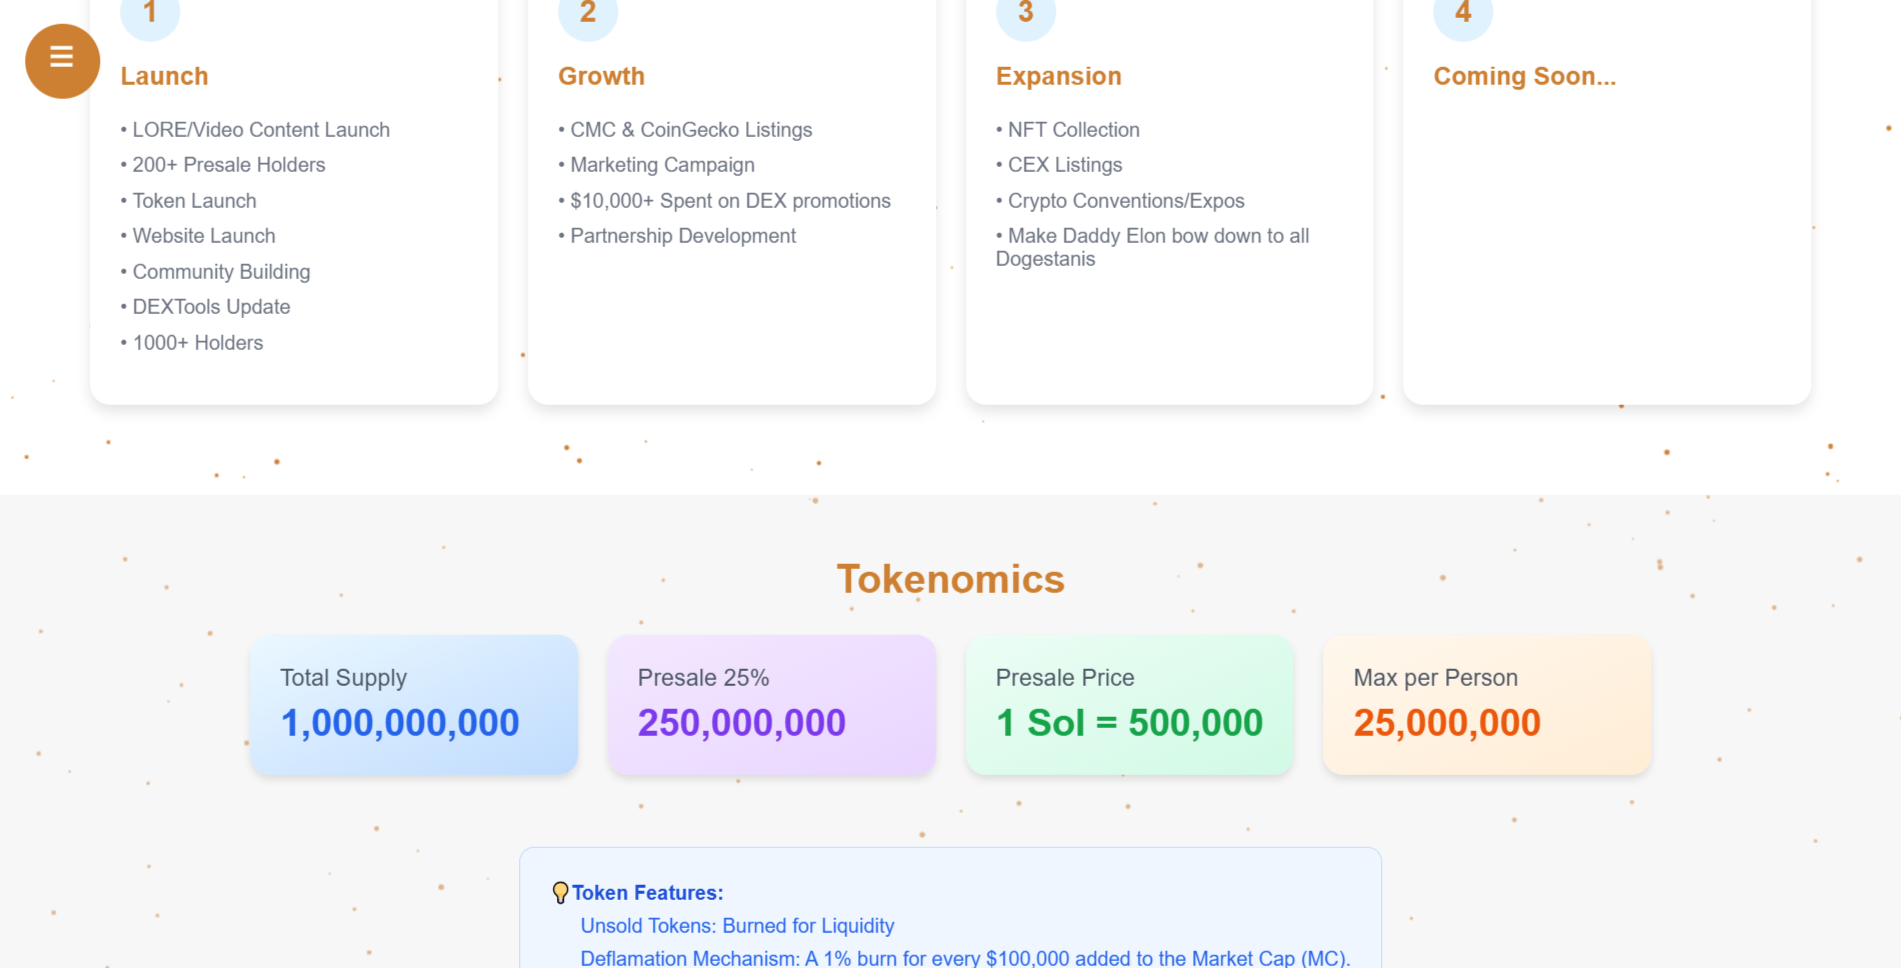 1
Launch
• LORE/Video Content Launch
• 200+ Presale Holders
• Token Launch
• Website Launch
• Community Building
• DEXTools Update
• 1000+ Holders
2
Growth
• CMC & CoinGecko Listings
• Marketing Campaign
• $10,000+ Spent on DEX promotions
• Partnership Development
3
Expansion
• NFT Collection
• CEX Listings
• Crypto Conventions/Expos
• Make Daddy Elon bow down to all
Dogestanis
4
Coming Soon...
Tokenomics
Total Supply
1,000,000,000
Presale 25%
250,000,000
Presale Price
1 Sol = 500,000
Max per Person
25,000,000
Token Features:
Unsold Tokens: Burned for Liquidity
Deflamation Mechanism: A 1% burn for every $100,000 added to the Market Cap (MC).